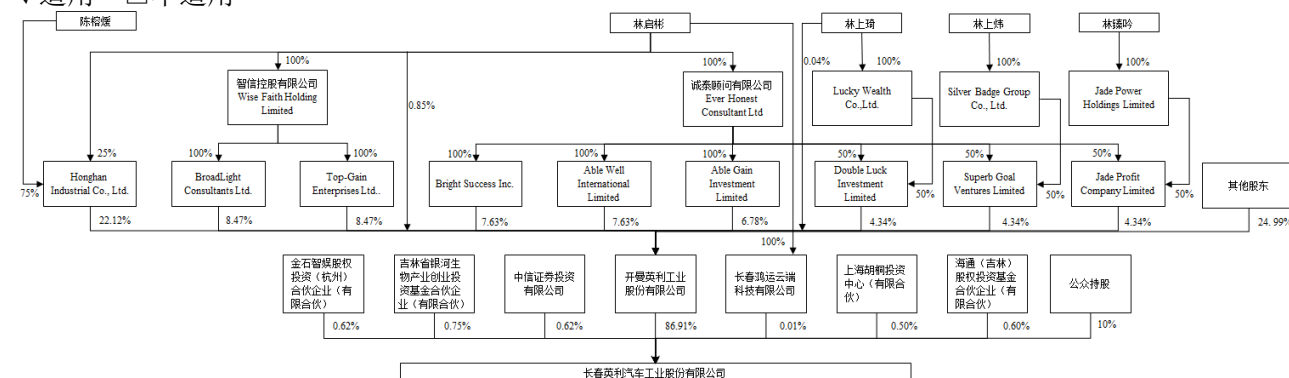 √适用 □不适用
陈榕煖
林启彬
林上琦
林上炜
林臻吟
100%
智信控股有限公司
Wise Faith Holding
Limited
0.85%
100%
诚泰顾问有限公司
Ever Honest
Consultant Ltd
0.04%
100%
Lucky Wealth
Co.,Ltd.
100%
Silver Badge Group
Co., Ltd.
100%
Jade Power
Holdings Limited
25%
75%
Honghan
Industrial Co., Ltd.
22.12%
100%
BroadLight
Consultants Ltd.
8.47%
100%
Top-Gain
Enterprises Ltd..
8.47%
100%
Bright Success Inc.
7.63%
100%
Able Well
International
Limited
7.63%
100%
Able Gain
Investment
Limited
6.78%
50%
Double Luck
Investment
Limited
50%
4.34%
50%
Superb Goal
Ventures Limited
50%
4.34%
50%
Jade Profit
Company Limited
50%
4.34%
其他股东
24.99%
100%
金石智娱股权
投资（杭州）
合伙企业（有
限合伙）
0.62%
吉林省银河生
物产业创业投
资基金合伙企
业（有限合伙）
0.75%
中信证券投资
有限公司
0.62%
开曼英利工业
股份有限公司
86.91%
长春鸿运云端
科技有限公司
0.01%
上海胡桐投资
中心（有限合
伙）
0.50%
海通（吉林）
股权投资基金
合伙企业（有
限合伙）
0.60%
公众持股
10%
长春英利汽车工业股份有限公司